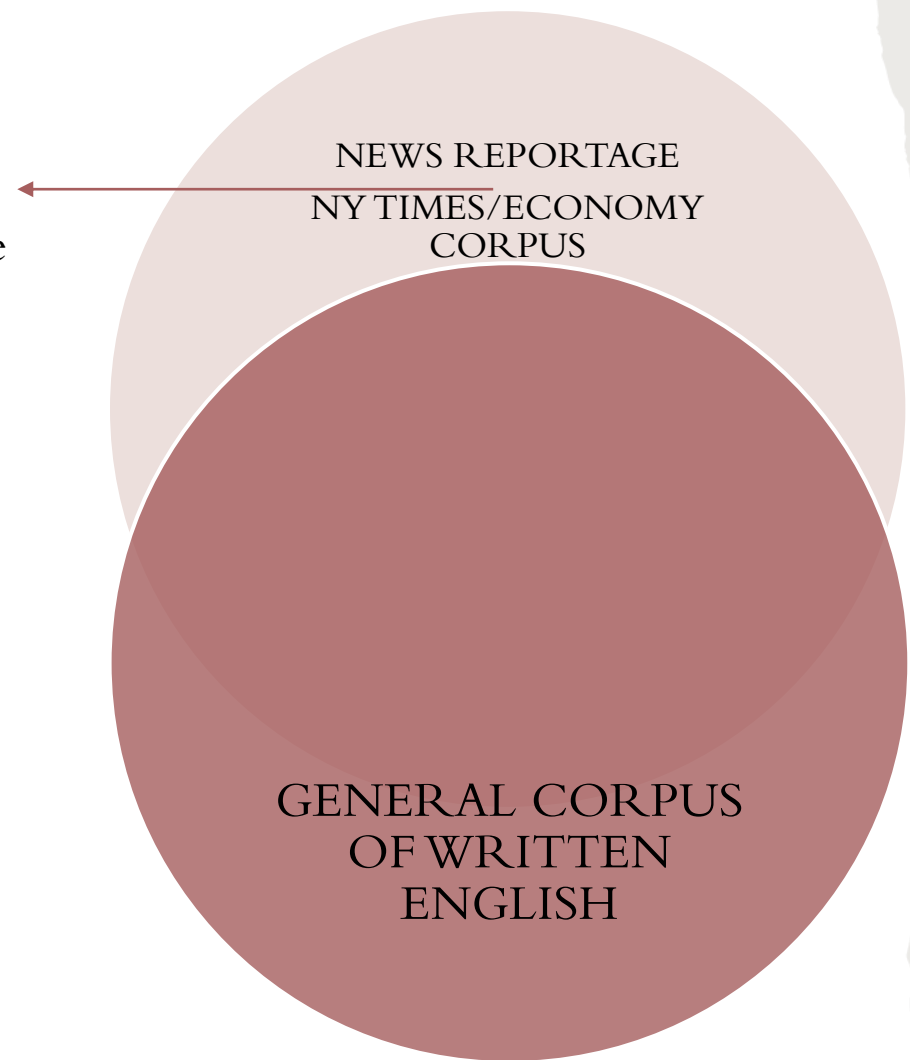 NEWS REPORTAGE
NY TIMES/ECONOMY
CORPUS
GENERAL CORPUS
OF WRITTEN
ENGLISH